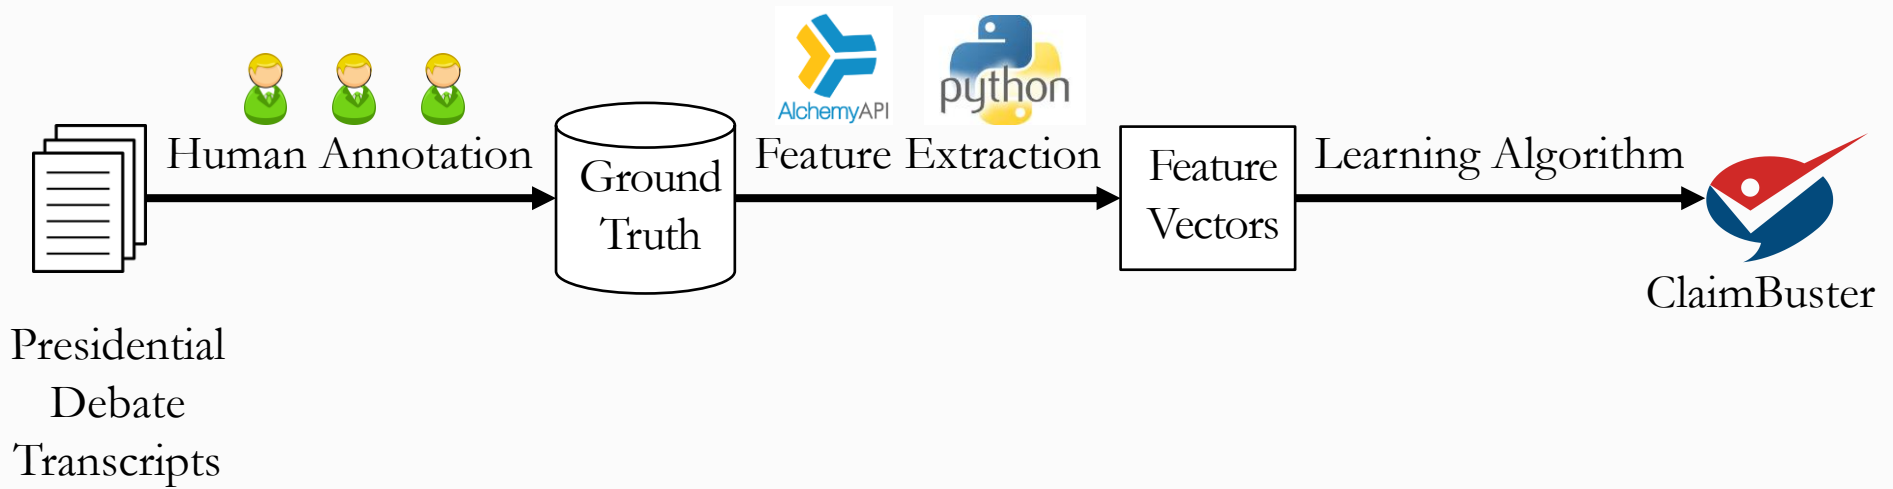 Human Annotation
Ground
Truth
AlchemyAPI
python
Feature Extraction
Feature
Vectors
Learning Algorithm
ClaimBuster
Presidential
Debate
Transcripts